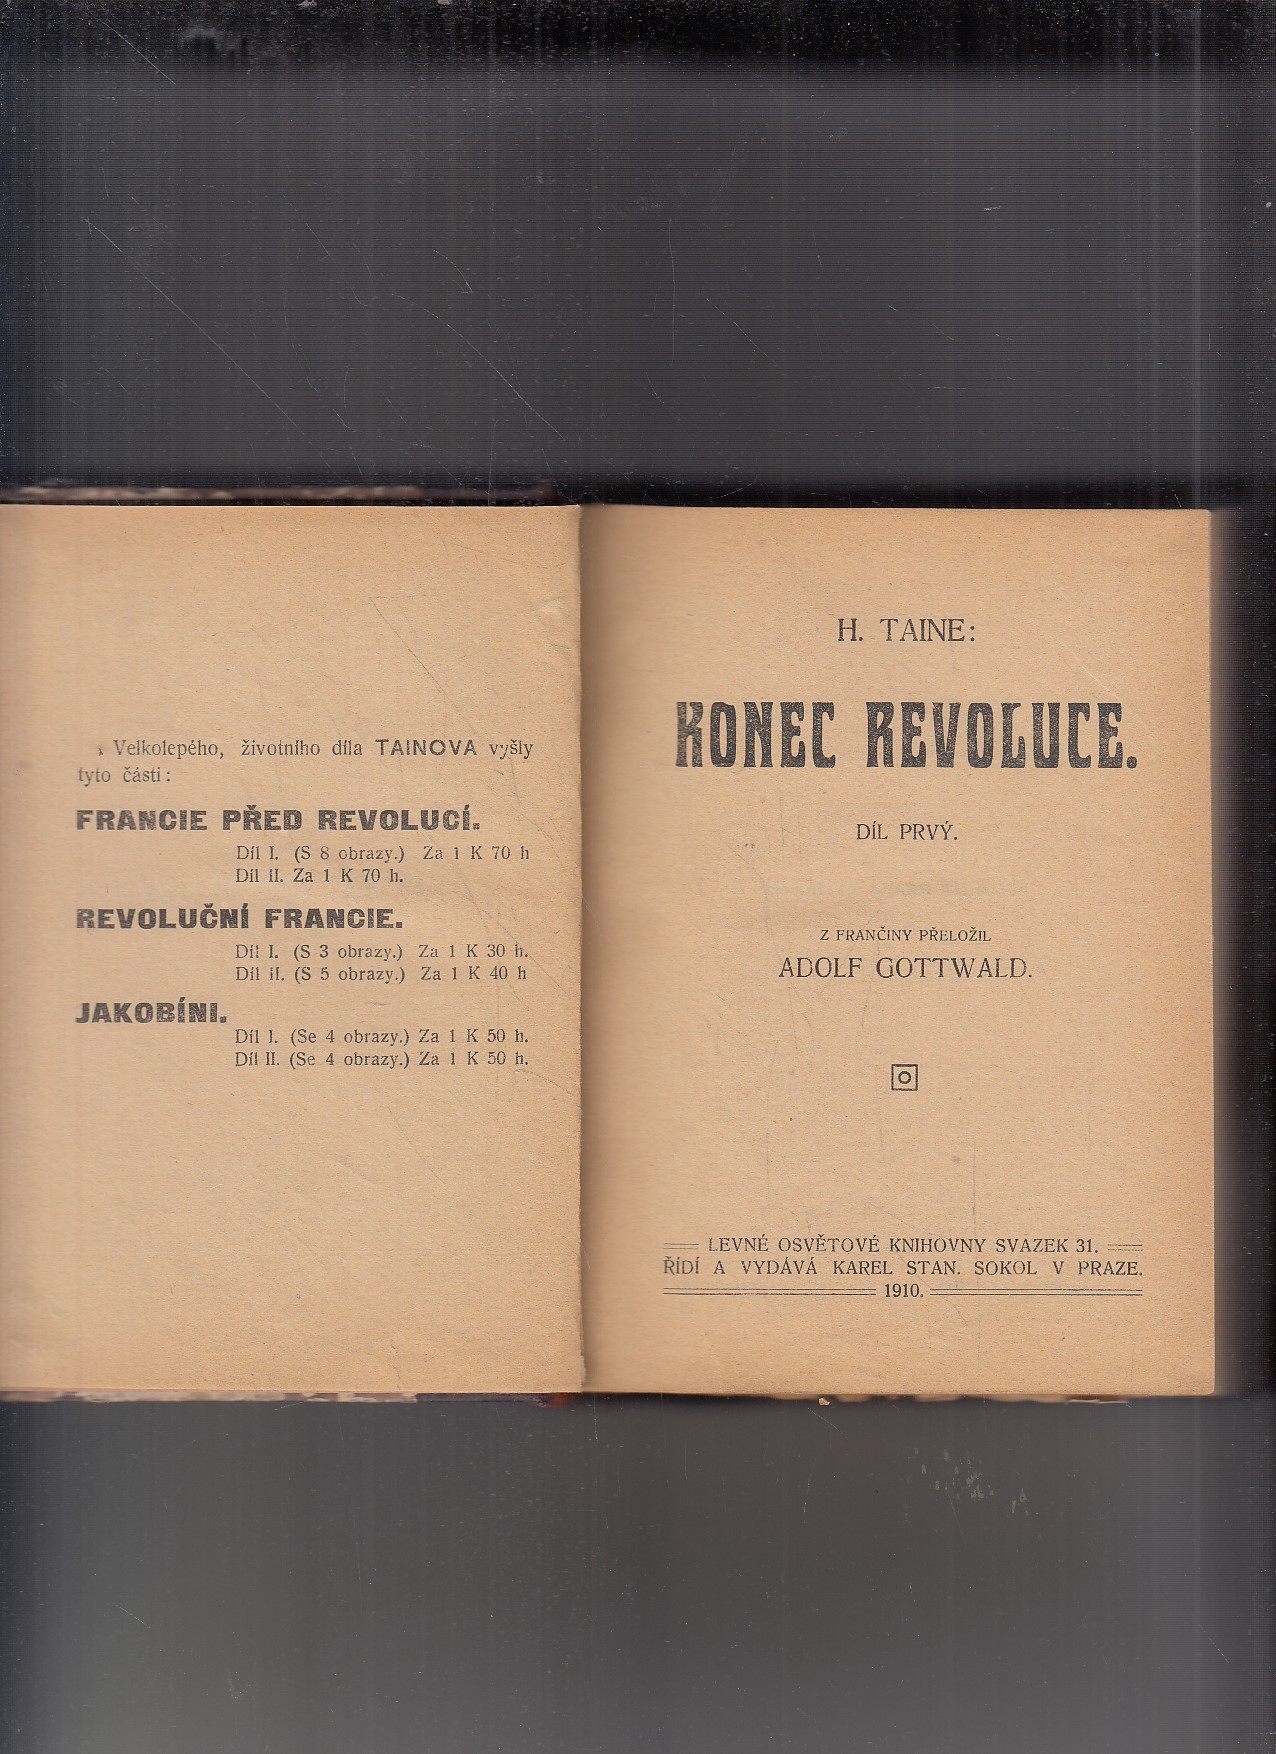 Velkolepého, životního díla TAINOVA vyšly
tyto části:
FRANCIE PŘED REVOLUCÍ.
Díl I. (S 8 obrazy.) Za 1 K 70 h
Díl II. Za 1 K 70 h.
REVOLUČNÍ FRANCIE.
Díl I. (S 3 obrazy.) Za 1 K 30 h.
Díl II. (S 5 obrazy.) Za 1 K 40 h
JAKOBÍNI.
Díl I. (Se 4 obrazy.) Za 1 K 50 h.
Díl II. (Se 4 obrazy.) Za 1 K 50 h.
H. TAINE:
KONEC REVOLUCE.
DÍL PRVÝ.
Z FRANČINY PŘELOŽIL
ADOLF GOTTWALD.
LEVNÉ OSVĚTOVÉ KNIHOVNY SVAZEK 31.
ŘÍDÍ A VYDÁVÁ KAREL STAN. SOKOL V PRAZE.
1910.